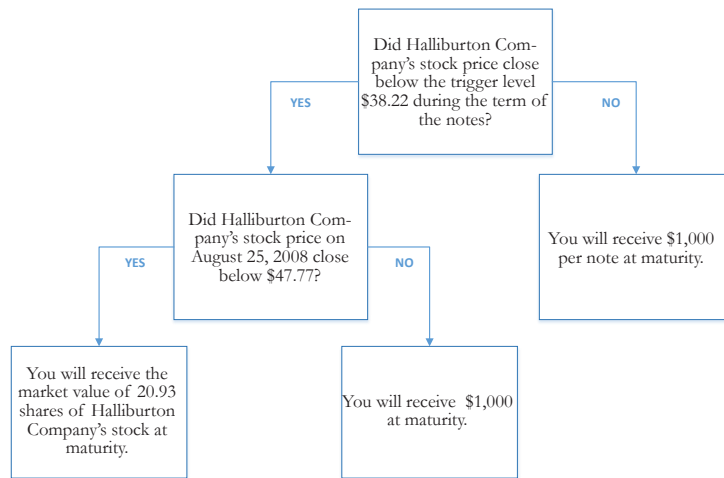 Did Halliburton Com-
pany's stock price close
below the trigger level
$38.22 during the term of
the notes?
YES
NO
Did Halliburton Com-
pany's stock price on
August 25, 2008 close
below $47.77?
You will receive $1,000
per note at maturity.
YES
NO
You will receive the
market value of 20.93
shares of Halliburton
Company's stock at
maturity.
You will receive $1,000
at maturity.